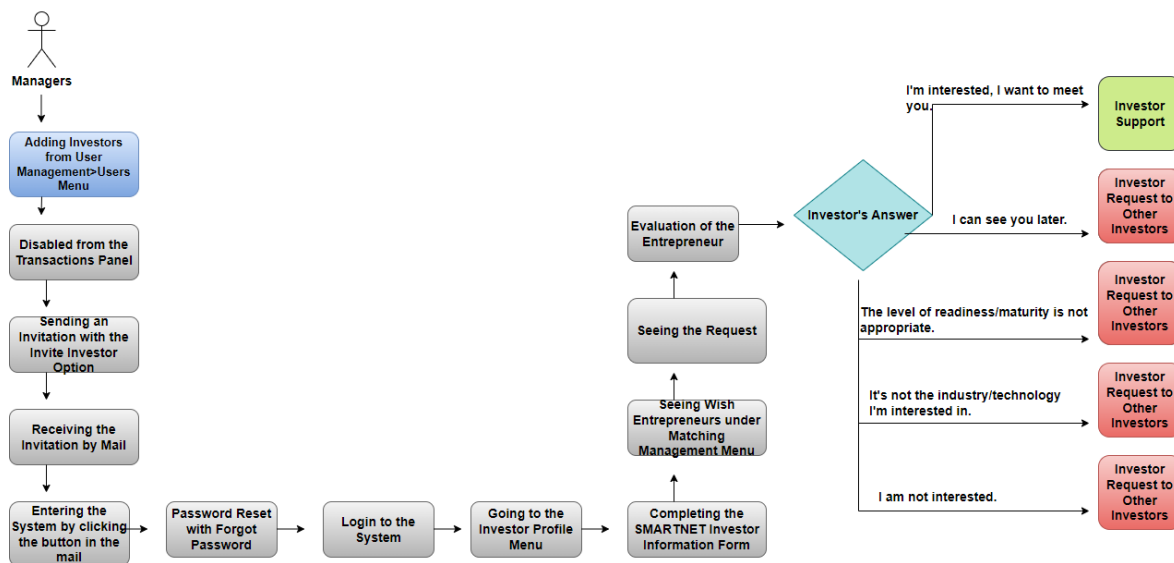 Managers
Adding Investors
from User
Management>Users
Menu
Disabled from the
Transactions Panel
Sending an
Invitation with the
Invite Investor
Option
Receiving the
Invitation by Mail
Entering the
System by clicking
the button in the
mail
Password Reset
with Forgot
Password
Login to the
System
Going to the
Investor Profile
Menu
Completing the
SMARTNET Investor
Information Form
Seeing Wish
Entrepreneurs under
Matching
Management Menu
Seeing the Request
Evaluation of the
Entrepreneur
Investor's Answer
I'm interested, I want to meet
you.
Investor
Support
I can see you later.
Investor
Request to
Other
Investors
The level of readiness/maturity is not
appropriate.
Investor
Request to
Other
Investors
It's not the industry/technology
I'm interested in.
Investor
Request to
Other
Investors
I am not interested.
Investor
Request to
Other
Investors